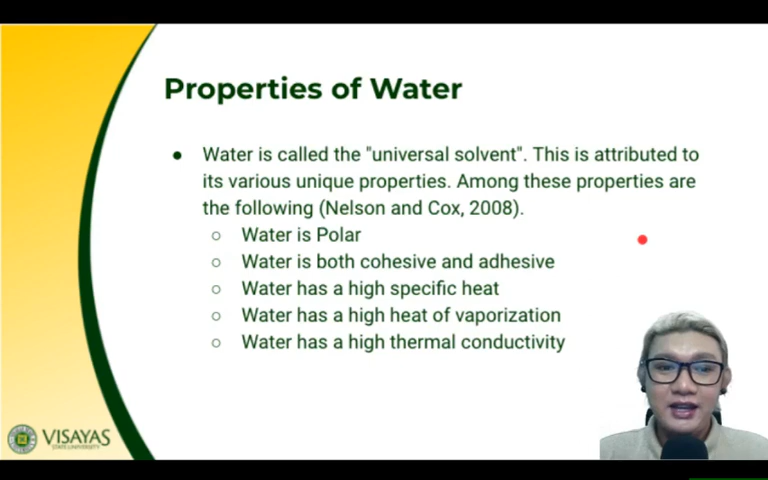 Properties of Water
● Water is called the "universal solvent". This is attributed to
its various unique properties. Among these properties are
the following (Nelson and Cox, 2008).
○ Water is Polar
○ Water is both cohesive and adhesive
○ Water has a high specific heat
○ Water has a high heat of vaporization
○ Water has a high thermal conductivity
VISAYAS
STATE UNIVERSITY